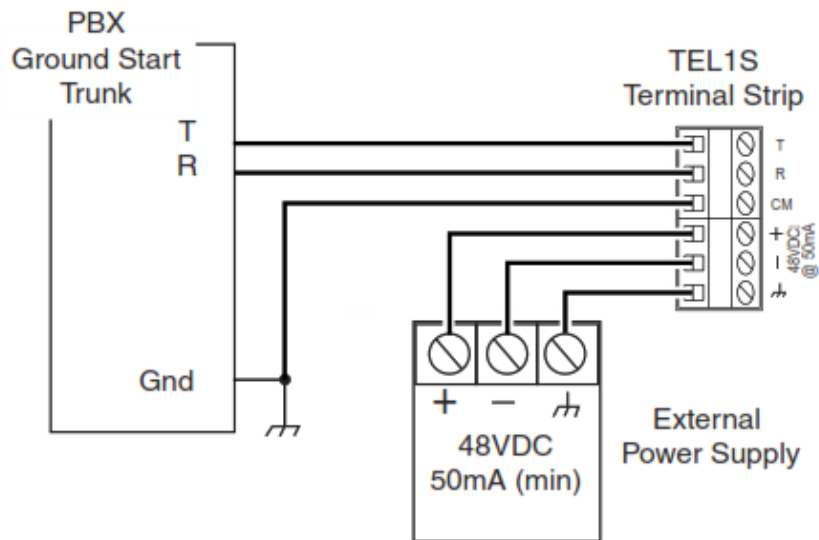 PBX
Ground Start
Trunk
T
R
Gnd
TEL1S
Terminal Strip
T
R
CM
+
−
48VDC
@ 50mA
+ −
48VDC
50mA (min)
External
Power Supply